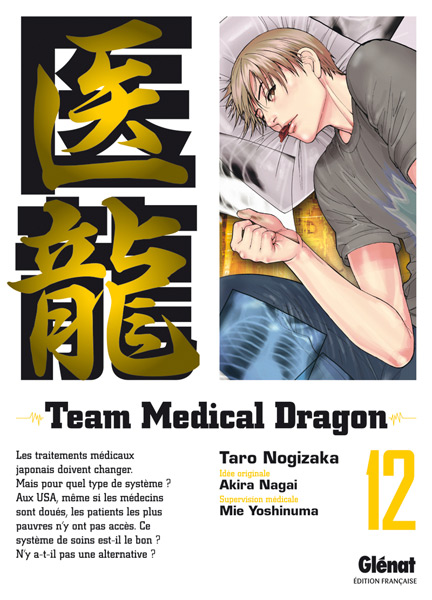 医
龍
Team Medical Dragon
Les traitements médicaux
japonais doivent changer.
Mais pour quel type de système ?
Aux USA, même si les médecins
sont doués, les patients les plus
pauvres n'y ont pas accès. Ce
système de soins est-il le bon ?
N'y a-t-il pas une alternative ?
Taro Nogizaka
Idée originale
Akira Nagai
Supervision médicale
Mie Yoshinuma
12
Glénat
ÉDITION FRANÇAISE